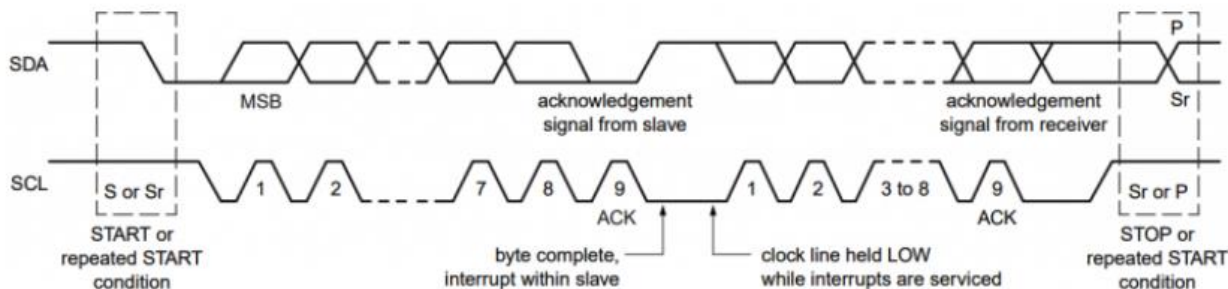 P
SDA
MSB
acknowledgement
signal from slave
acknowledgement
signal from receiver
Sr
SCL
S or Sr
1
2
7
8
9
1
2
3 to 8
9
Sr or P
ACK
ACK
START or
repeated START
condition
byte complete,
interrupt within slave
clock line held LOW
while interrupts are serviced
STOP or
repeated START
condition